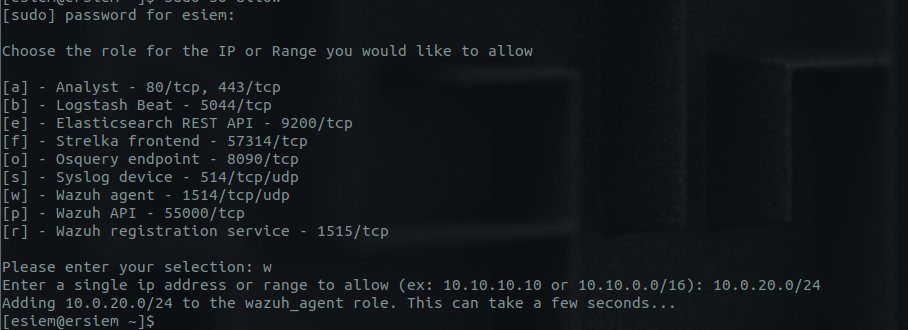 [esiem@ersiem ~]$ sudo so-allow
[sudo] password for esiem:
Choose the role for the IP or Range you would like to allow
[a] - Analyst - 80/tcp, 443/tcp
[b] - Logstash Beat - 5044/tcp
[e] - Elasticsearch REST API - 9200/tcp
[f] - Strelka frontend - 57314/tcp
[o] - Osquery endpoint - 8090/tcp
[s] - Syslog device - 514/tcp/udp
[w] - Wazuh agent - 1514/tcp/udp
[p] - Wazuh API - 55000/tcp
[r] - Wazuh registration service - 1515/tcp
Please enter your selection: w
Enter a single ip address or range to allow (ex: 10.10.10.10 or 10.10.0.0/16): 10.0.20.0/24
Adding 10.0.20.0/24 to the wazuh_agent role. This can take a few seconds...
[esiem@ersiem ~]$